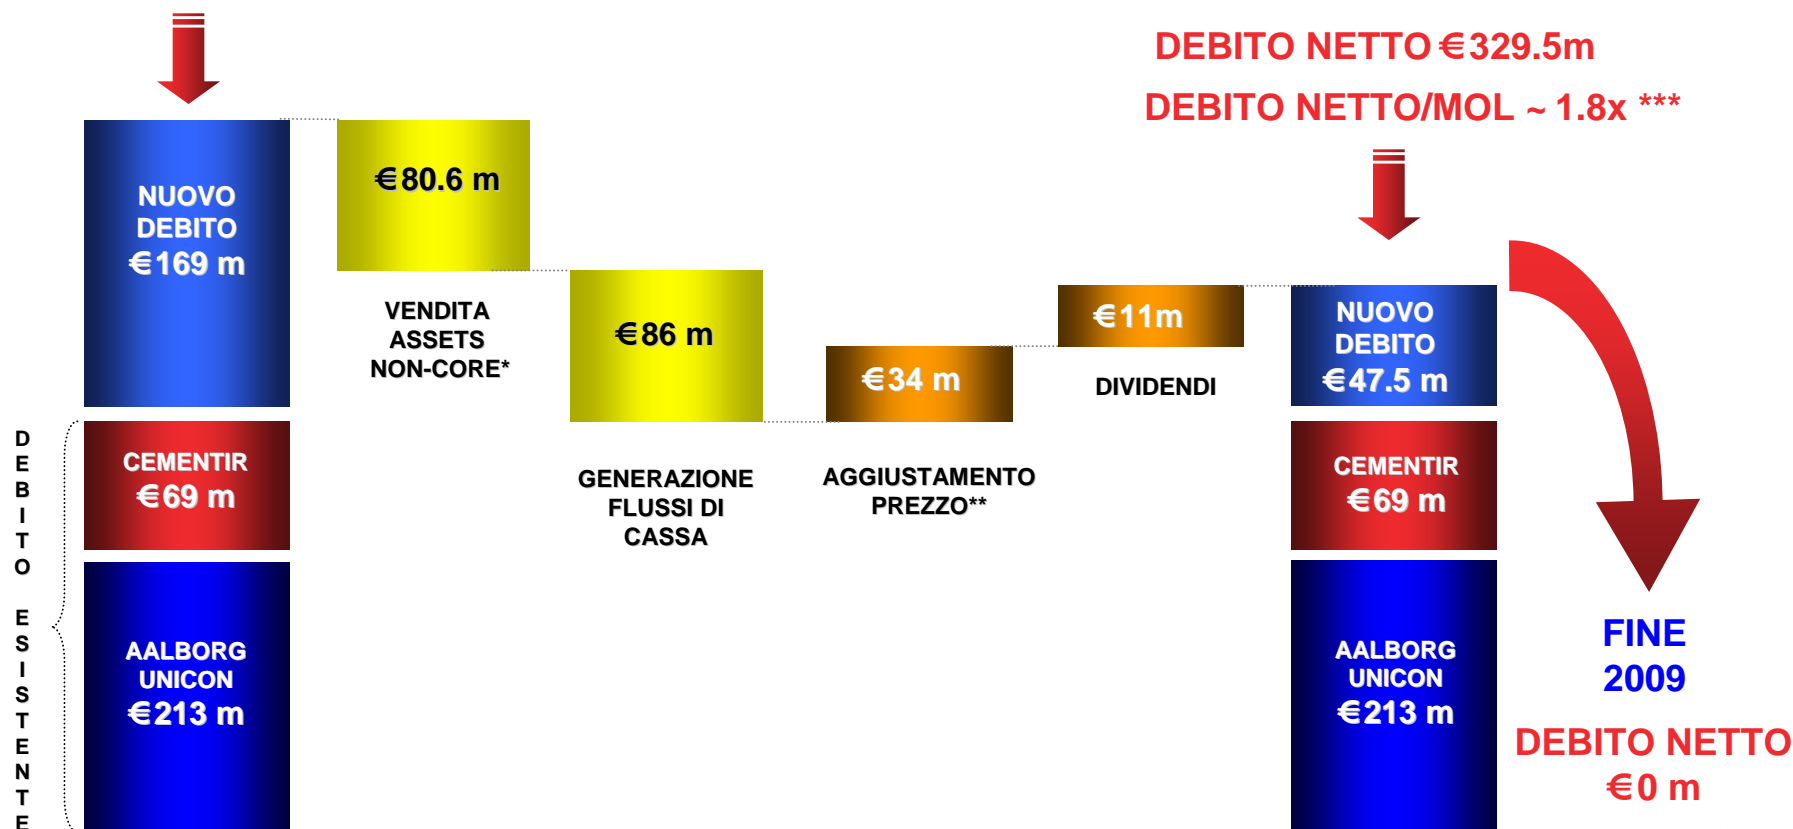 DEBITO NETTO €329.5m
DEBITO NETTO/MOL ~ 1.8x ***
NUOVO
DEBITO
€169 m
€80.6 m
VENDITA
ASSETS
NON-CORE*
€86 m
GENERAZIONE
FLUSSI DI
CASSA
€34 m
AGGIUSTAMENTO
PREZZO**
€11m
DIVIDENDI
NUOVO
DEBITO
€47.5 m
DEBITO ESISTENTE
CEMENTIR
€69 m
AALBORG
UNICON
€213 m
CEMENTIR
€69 m
AALBORG
UNICON
€213 m
FINE
2009
DEBITO NETTO
€0 m